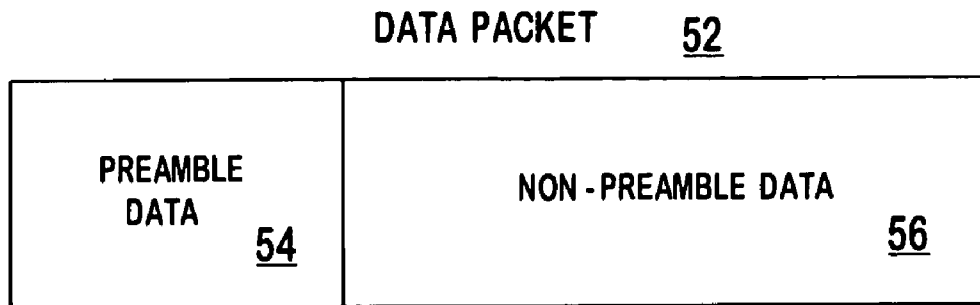 DATA PACKET 52
PREAMBLE
DATA
54
NON-PREAMBLE DATA
56